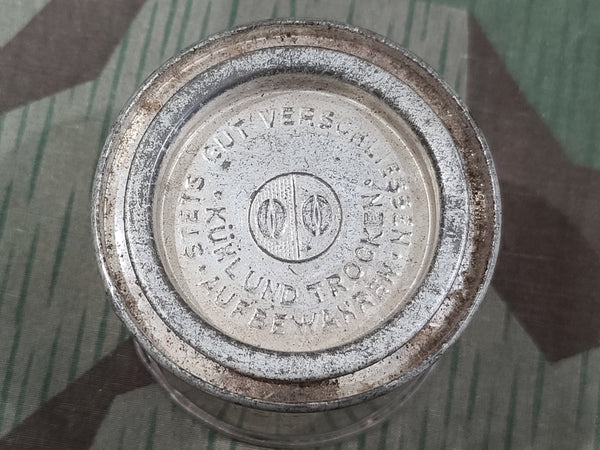 STETS GUT VERSCHLIESSEN
· KÜHL UND TROCKEN ·
· AUFBEWAHREN ·